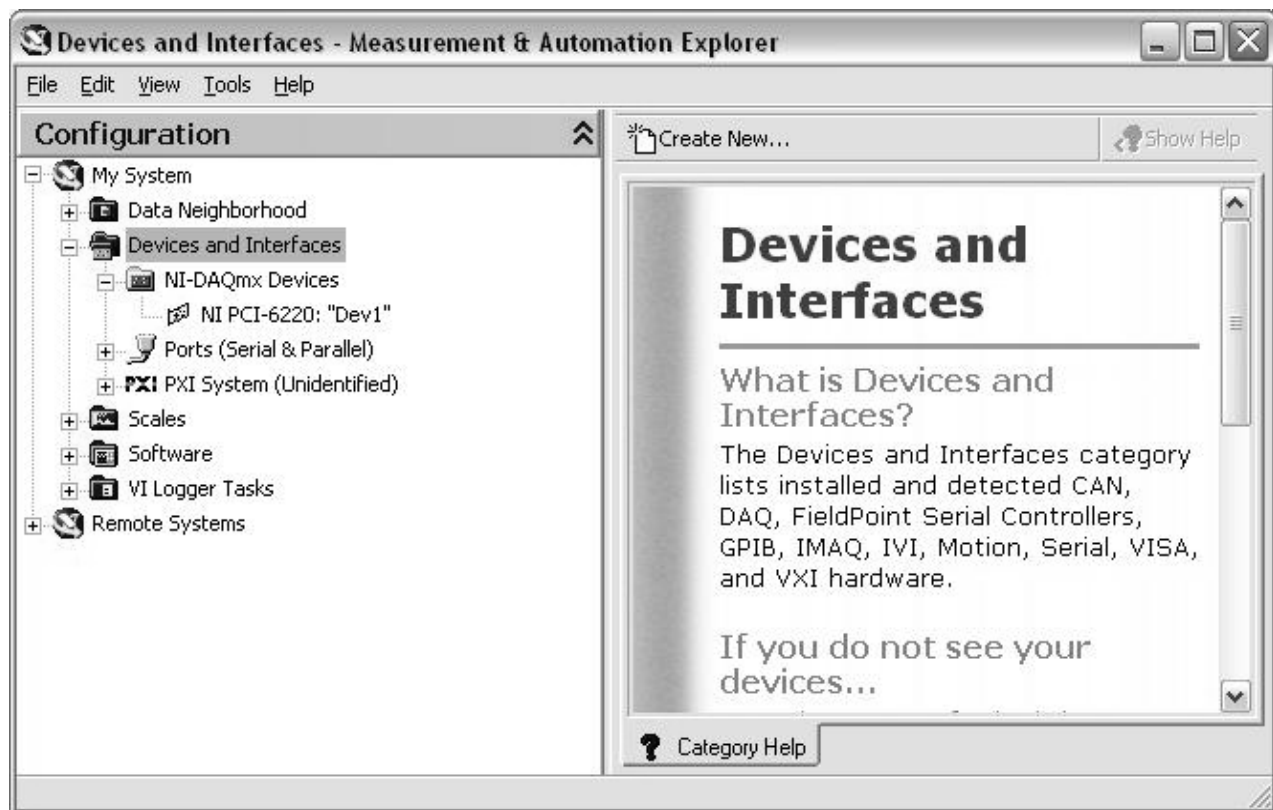 Devices and Interfaces - Measurement & Automation Explorer
File Edit View Tools Help
Configuration
My System
Data Neighborhood
Devices and Interfaces
NI-DAQmx Devices
NI PCI-6220: "Dev1"
Ports (Serial & Parallel)
PXI PXI System (Unidentified)
Scales
Software
VI Logger Tasks
Remote Systems
Create New...
Show Help
Devices and
Interfaces
What is Devices and
Interfaces?
The Devices and Interfaces category
lists installed and detected CAN,
DAQ, FieldPoint Serial Controllers,
GPIB, IMAQ, IVI, Motion, Serial, VISA,
and VXI hardware.
If you do not see your
devices...
Category Help